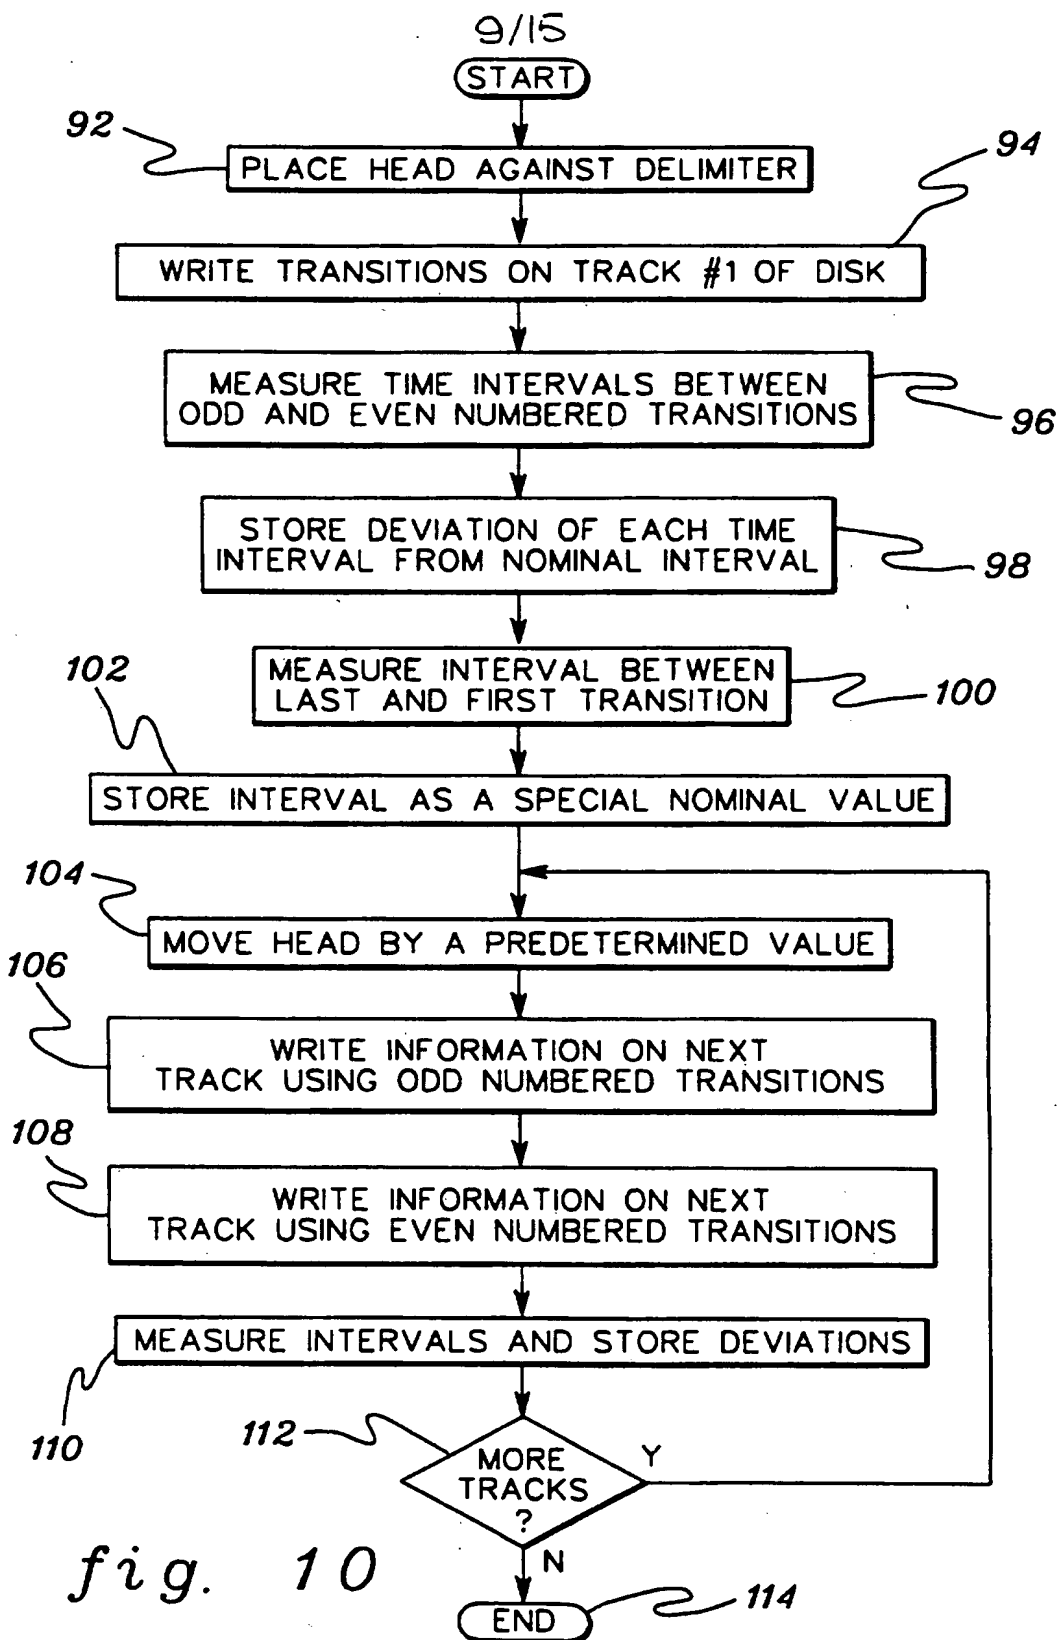 9/15
START
92
PLACE HEAD AGAINST DELIMITER
94
WRITE TRANSITIONS ON TRACK #1 OF DISK
MEASURE TIME INTERVALS BETWEEN
ODD AND EVEN NUMBERED TRANSITIONS
96
STORE DEVIATION OF EACH TIME
INTERVAL FROM NOMINAL INTERVAL
98
MEASURE INTERVAL BETWEEN
LAST AND FIRST TRANSITION
100
102
STORE INTERVAL AS A SPECIAL NOMINAL VALUE
104
MOVE HEAD BY A PREDETERMINED VALUE
106
WRITE INFORMATION ON NEXT
TRACK USING ODD NUMBERED TRANSITIONS
108
WRITE INFORMATION ON NEXT
TRACK USING EVEN NUMBERED TRANSITIONS
MEASURE INTERVALS AND STORE DEVIATIONS
110
112
MORE
TRACKS
?
Y
N
fig. 10
END
114